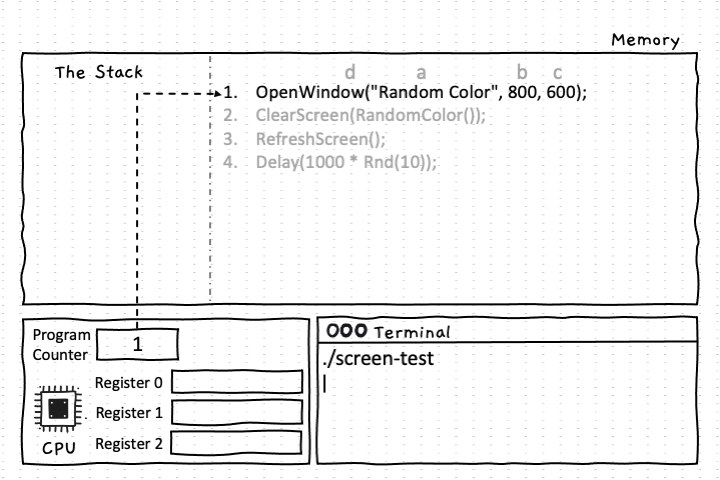 Memory
The Stack
d a b c
1. OpenWindow("Random Color", 800, 600);
2. ClearScreen(RandomColor());
3. RefreshScreen();
4. Delay(1000 * Rnd(10));
Program
Counter
1
Register 0
Register 1
Register 2
CPU
Terminal
./screen-test
|